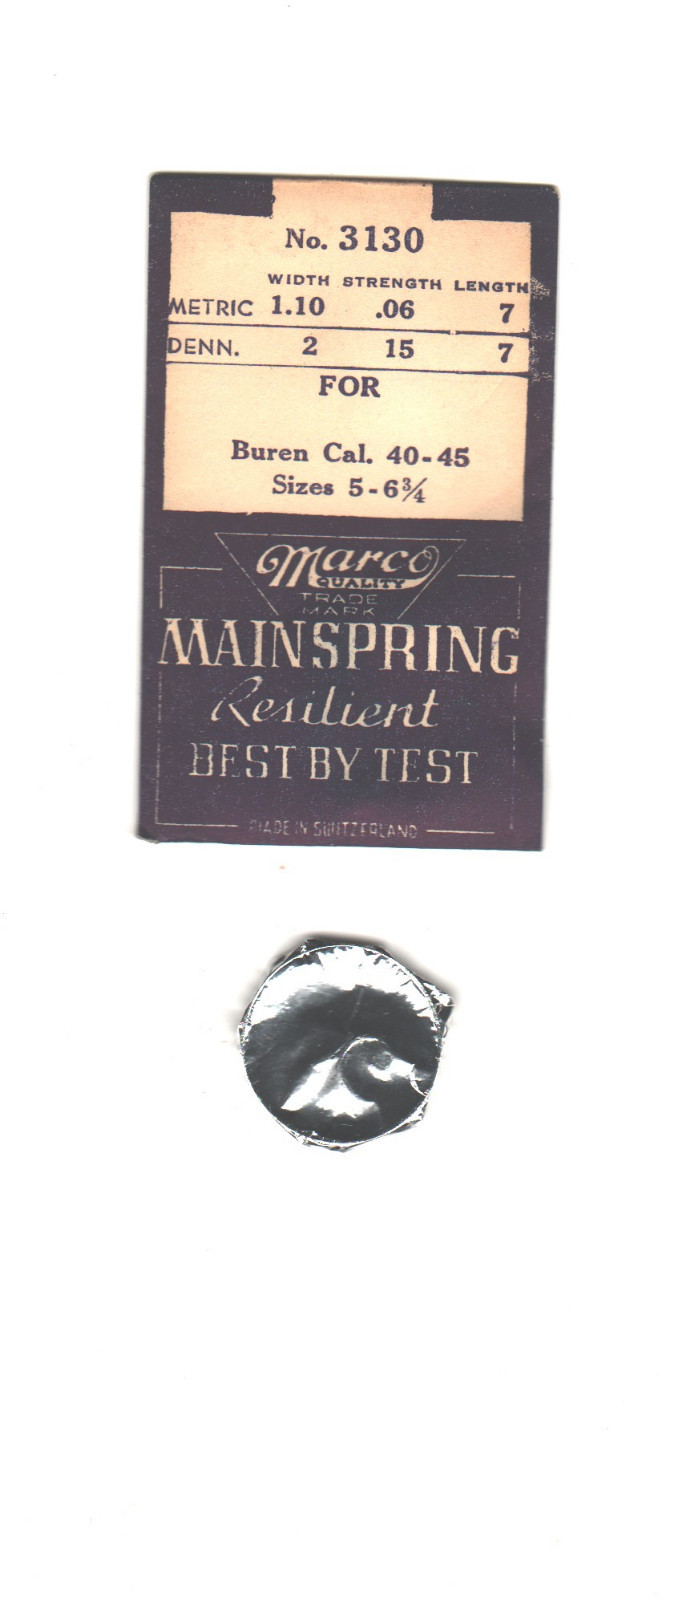 No. 3130
WIDTH STRENGTH LENGTH
METRIC 1.10 .06 7
DENN. 2 15 7
FOR
Buren Cal. 40-45
Sizes 5-6¾
Marco
QUALITY
TRADE
MARK
MAINSPRING
Resilient
BEST BY TEST
MADE IN SWITZERLAND